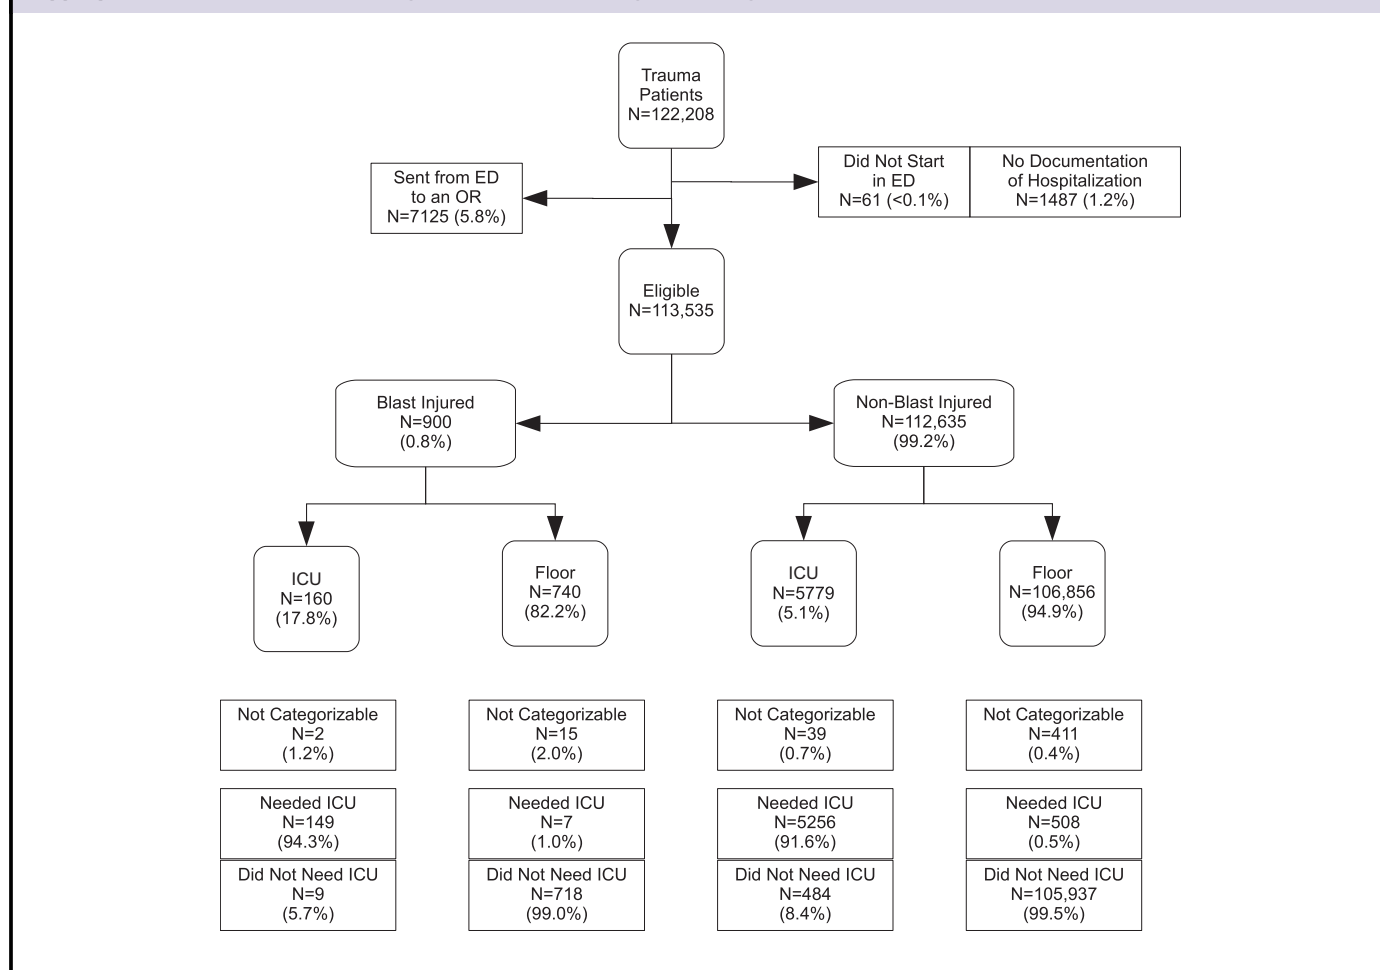 Trauma
Patients
N=122,208
Sent from ED
to an OR
N=7125 (5.8%)
Did Not Start
in ED
N=61 (<0.1%)
No Documentation
of Hospitalization
N=1487 (1.2%)
Eligible
N=113,535
Blast Injured
N=900
(0.8%)
Non-Blast Injured
N=112,635
(99.2%)
ICU
N=160
(17.8%)
Floor
N=740
(82.2%)
ICU
N=5779
(5.1%)
Floor
N=106,856
(94.9%)
Not Categorizable
N=2
(1.2%)
Not Categorizable
N=15
(2.0%)
Not Categorizable
N=39
(0.7%)
Not Categorizable
N=411
(0.4%)
Needed ICU
N=149
(94.3%)
Needed ICU
N=7
(1.0%)
Needed ICU
N=5256
(91.6%)
Needed ICU
N=508
(0.5%)
Did Not Need ICU
N=9
(5.7%)
Did Not Need ICU
N=718
(99.0%)
Did Not Need ICU
N=484
(8.4%)
Did Not Need ICU
N=105,937
(99.5%)